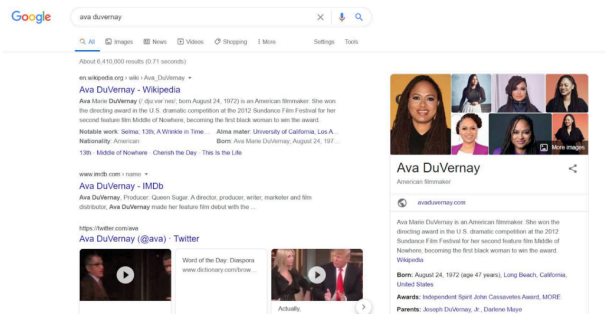 Google
ava duvernay
All Images News Videos Shopping More Settings Tools
About 6,410,000 results (0.71 seconds)
en.wikipedia.org › wiki › Ava_DuVernay
Ava DuVernay - Wikipedia
Ava Marie DuVernay (born August 24, 1972) is an American filmmaker. She won
the directing award in the U.S. dramatic competition at the 2012 Sundance Film Festival for her
second feature film Middle of Nowhere, becoming the first black woman to win the award.
Notable work: Selma, 13th, A Wrinkle in Time... Alma mater: University of California, Los A...
Nationality: American Born: Ava Marie DuVernay, August 24, 197...
13th · Middle of Nowhere · Cherish the Day · This Is the Life
www.imdb.com › name
Ava DuVernay - IMDb
Ava DuVernay, Producer: Queen Sugar. A director, producer, writer, marketer and film
distributor, Ava DuVernay made her feature film debut with the ...
https://twitter.com/ava
Ava DuVernay (@ava) · Twitter
Word of the Day: Diaspora
www.dictionary.com/brow...
Actually,
More images
Ava DuVernay
American filmmaker
avaduvernay.com
Ava Marie DuVernay is an American filmmaker. She won the
directing award in the U.S. dramatic competition at the 2012
Sundance Film Festival for her second feature film Middle of
Nowhere, becoming the first black woman to win the award.
Wikipedia
Born: August 24, 1972 (age 47 years), Long Beach, California,
United States
Awards: Independent Spirit John Cassavetes Award, MORE
Parents: Joseph DuVernay, Jr., Darlene Maye